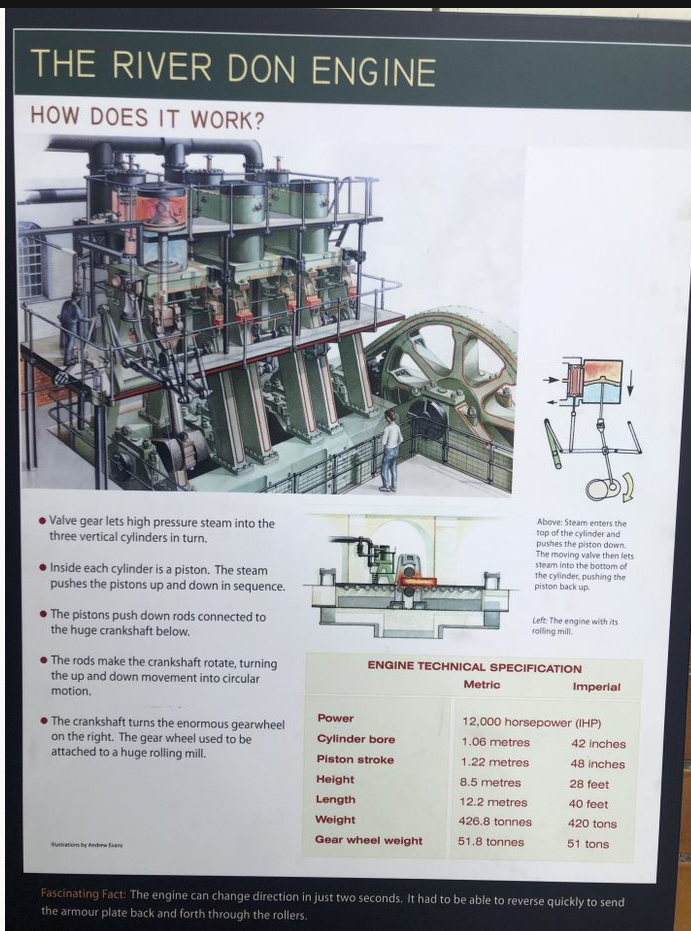 THE RIVER DON ENGINE
HOW DOES IT WORK?
● Valve gear lets high pressure steam into the
three vertical cylinders in turn.
● Inside each cylinder is a piston. The steam
pushes the pistons up and down in sequence.
● The pistons push down rods connected to
the huge crankshaft below.
● The rods make the crankshaft rotate, turning
the up and down movement into circular
motion.
● The crankshaft turns the enormous gearwheel
on the right. The gear wheel used to be
attached to a huge rolling mill.
Illustrations by Andrew Evans
Above: Steam enters the
top of the cylinder and
pushes the piston down.
The moving valve then lets
steam into the bottom of
the cylinder, pushing the
piston back up.
Left: The engine with its
rolling mill.
ENGINE TECHNICAL SPECIFICATION
Metric Imperial
Power 12,000 horsepower (IHP)
Cylinder bore 1.06 metres 42 inches
Piston stroke 1.22 metres 48 inches
Height 8.5 metres 28 feet
Length 12.2 metres 40 feet
Weight 426.8 tonnes 420 tons
Gear wheel weight 51.8 tonnes 51 tons
Fascinating Fact: The engine can change direction in just two seconds. It had to be able to reverse quickly to send
the armour plate back and forth through the rollers.